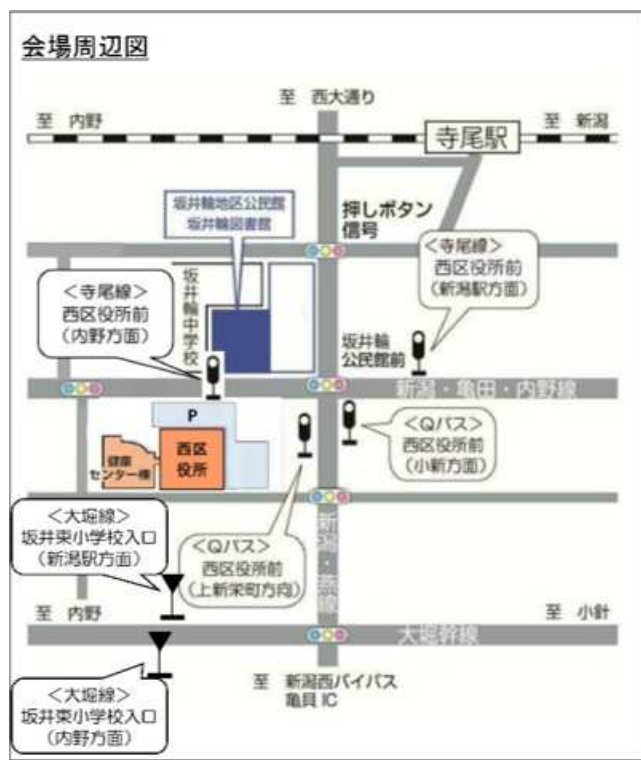 会場周辺図
至 西大通り
至 内野
寺尾駅
至 新潟
坂井輪地区公民館
坂井輪図書館
押しボタン
信号
<寺尾線>
西区役所前
(新潟駅方面)
<寺尾線>
西区役所前
(内野方面)
坂井輪中学校
坂井輪
公民館前
新潟・亀田・内野線
P
西区
役所
健康
センター棟
<Qバス>
西区役所前
(小新方面)
<大堀線>
坂井東小学校入口
(新潟駅方面)
<Qバス>
西区役所前
(上新栄町方向)
新潟・燕線
至 内野
至 小針
大堀幹線
<大堀線>
坂井東小学校入口
(内野方面)
至 新潟西バイパス
亀貝IC